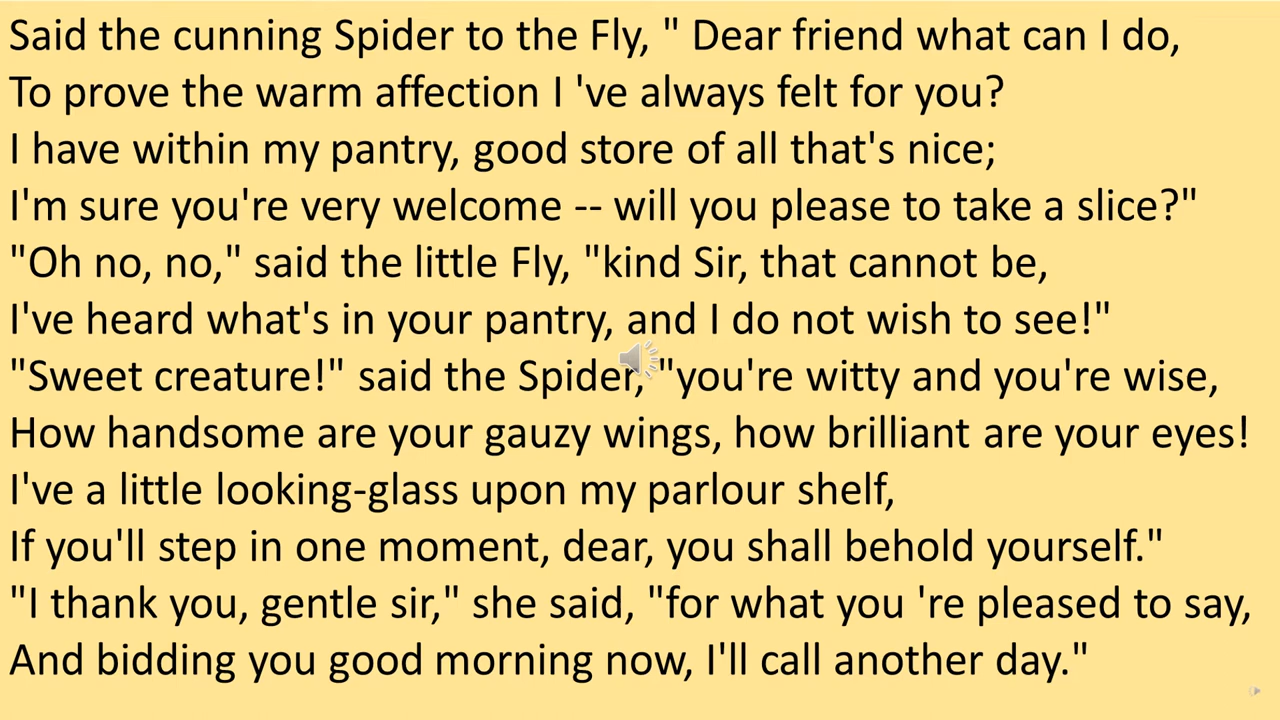 Said the cunning Spider to the Fly, " Dear friend what can I do,
To prove the warm affection I 've always felt for you?
I have within my pantry, good store of all that's nice;
I'm sure you're very welcome -- will you please to take a slice?"
"Oh no, no," said the little Fly, "kind Sir, that cannot be,
I've heard what's in your pantry, and I do not wish to see!"
"Sweet creature!" said the Spider, "you're witty and you're wise,
How handsome are your gauzy wings, how brilliant are your eyes!
I've a little looking-glass upon my parlour shelf,
If you'll step in one moment, dear, you shall behold yourself."
"I thank you, gentle sir," she said, "for what you 're pleased to say,
And bidding you good morning now, I'll call another day."